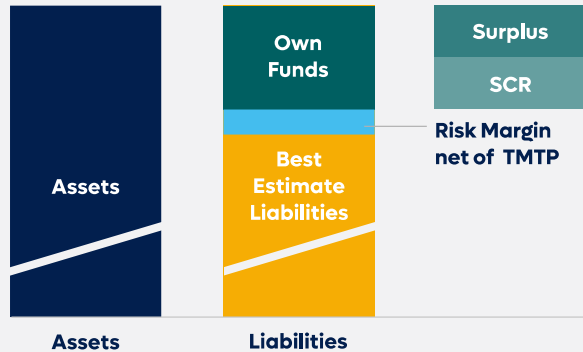 Assets
Own
Funds
Best
Estimate
Liabilities
Surplus
SCR
Risk Margin
net of TMTP
Assets
Liabilities